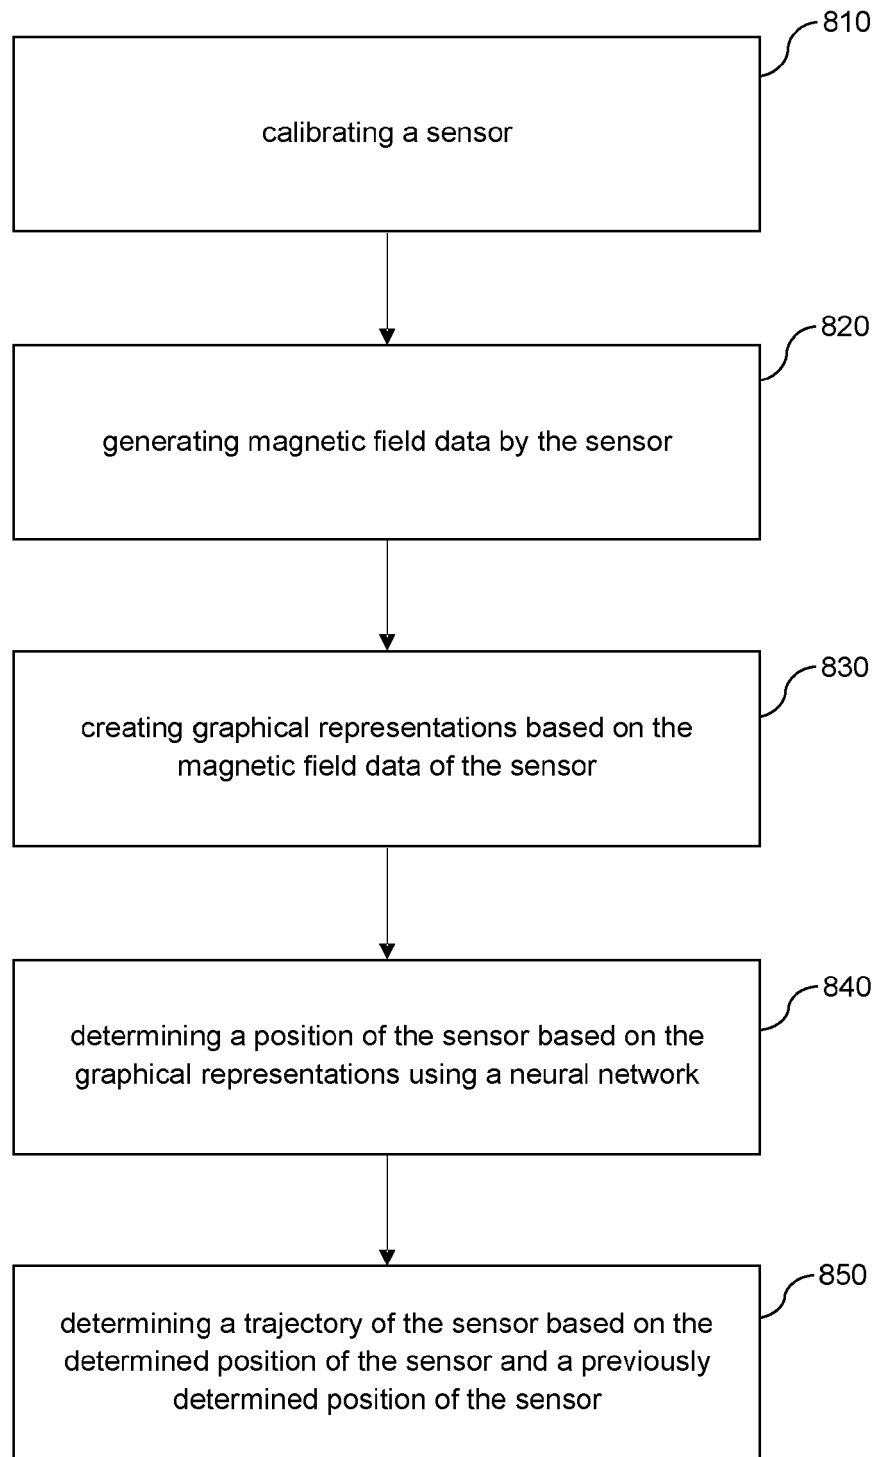 810
calibrating a sensor
820
generating magnetic field data by the sensor
830
creating graphical representations based on the
magnetic field data of the sensor
840
determining a position of the sensor based on the
graphical representations using a neural network
850
determining a trajectory of the sensor based on the
determined position of the sensor and a previously
determined position of the sensor